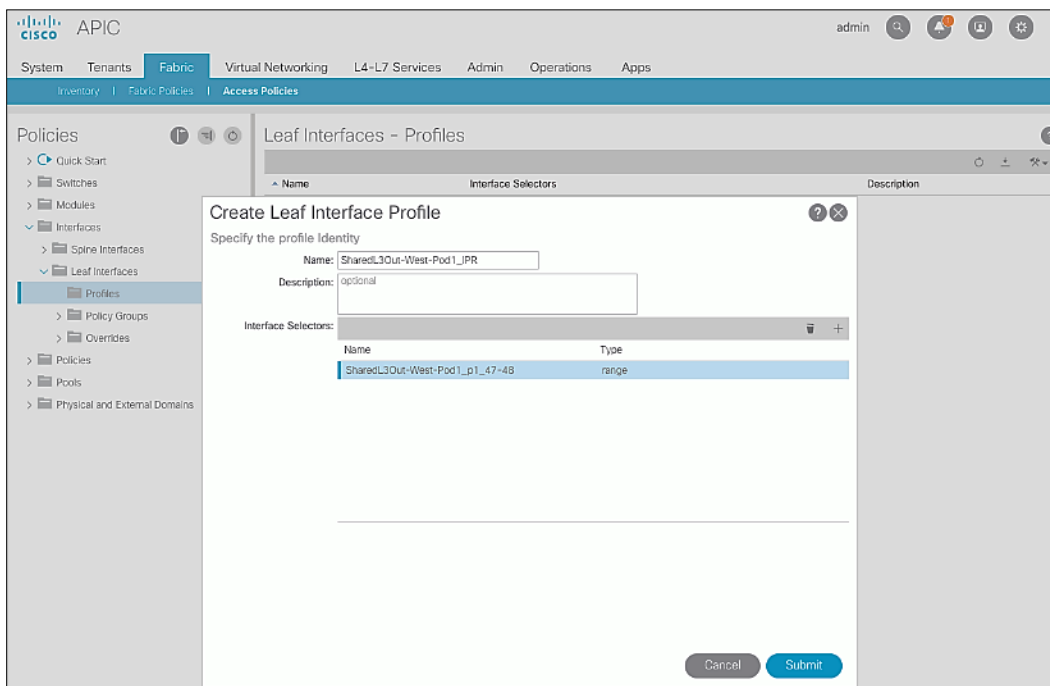 cisco APIC admin
System Tenants Fabric Virtual Networking L4-L7 Services Admin Operations Apps
Inventory | Fabric Policies | Access Policies
Policies
Quick Start
Switches
Modules
Interfaces
Spine Interfaces
Leaf Interfaces
Profiles
Policy Groups
Overrides
Policies
Pools
Physical and External Domains
Leaf Interfaces - Profiles
Name Interface Selectors Description
Create Leaf Interface Profile
Specify the profile Identity
Name: SharedL3Out-West-Pod1_IPR
Description: optional
Interface Selectors:
Name Type
SharedL3Out-West-Pod1_p1_47-48 range
Cancel Submit